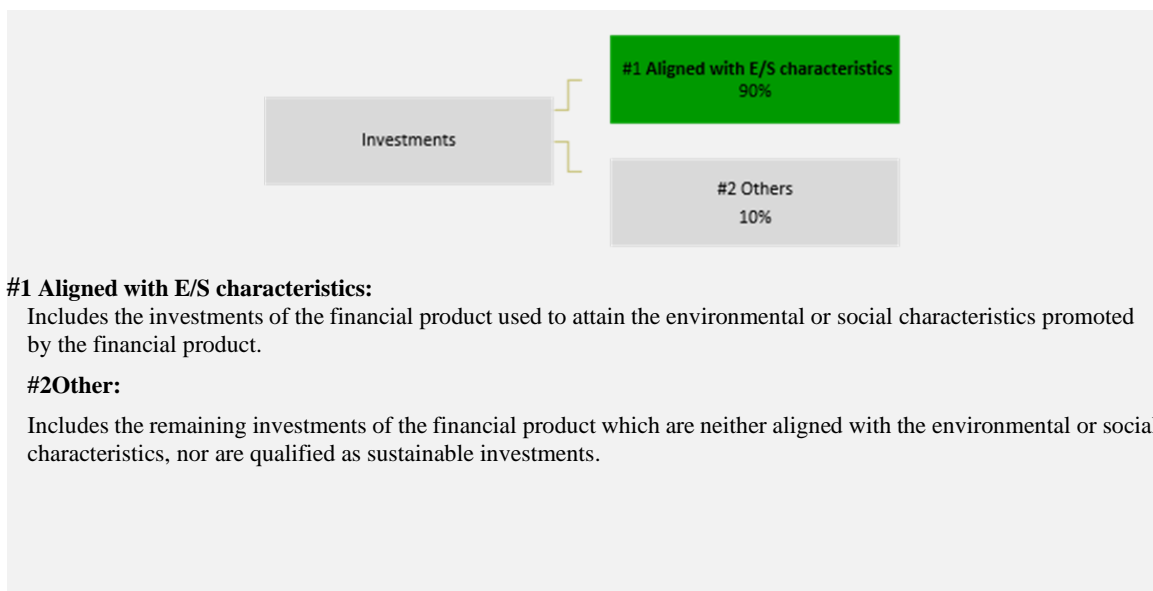 #1 Aligned with E/S characteristics
90%
Investments
#2 Others
10%
#1 Aligned with E/S characteristics:
Includes the investments of the financial product used to attain the environmental or social characteristics promoted
by the financial product.
#2Other:
Includes the remaining investments of the financial product which are neither aligned with the environmental or social
characteristics, nor are qualified as sustainable investments.